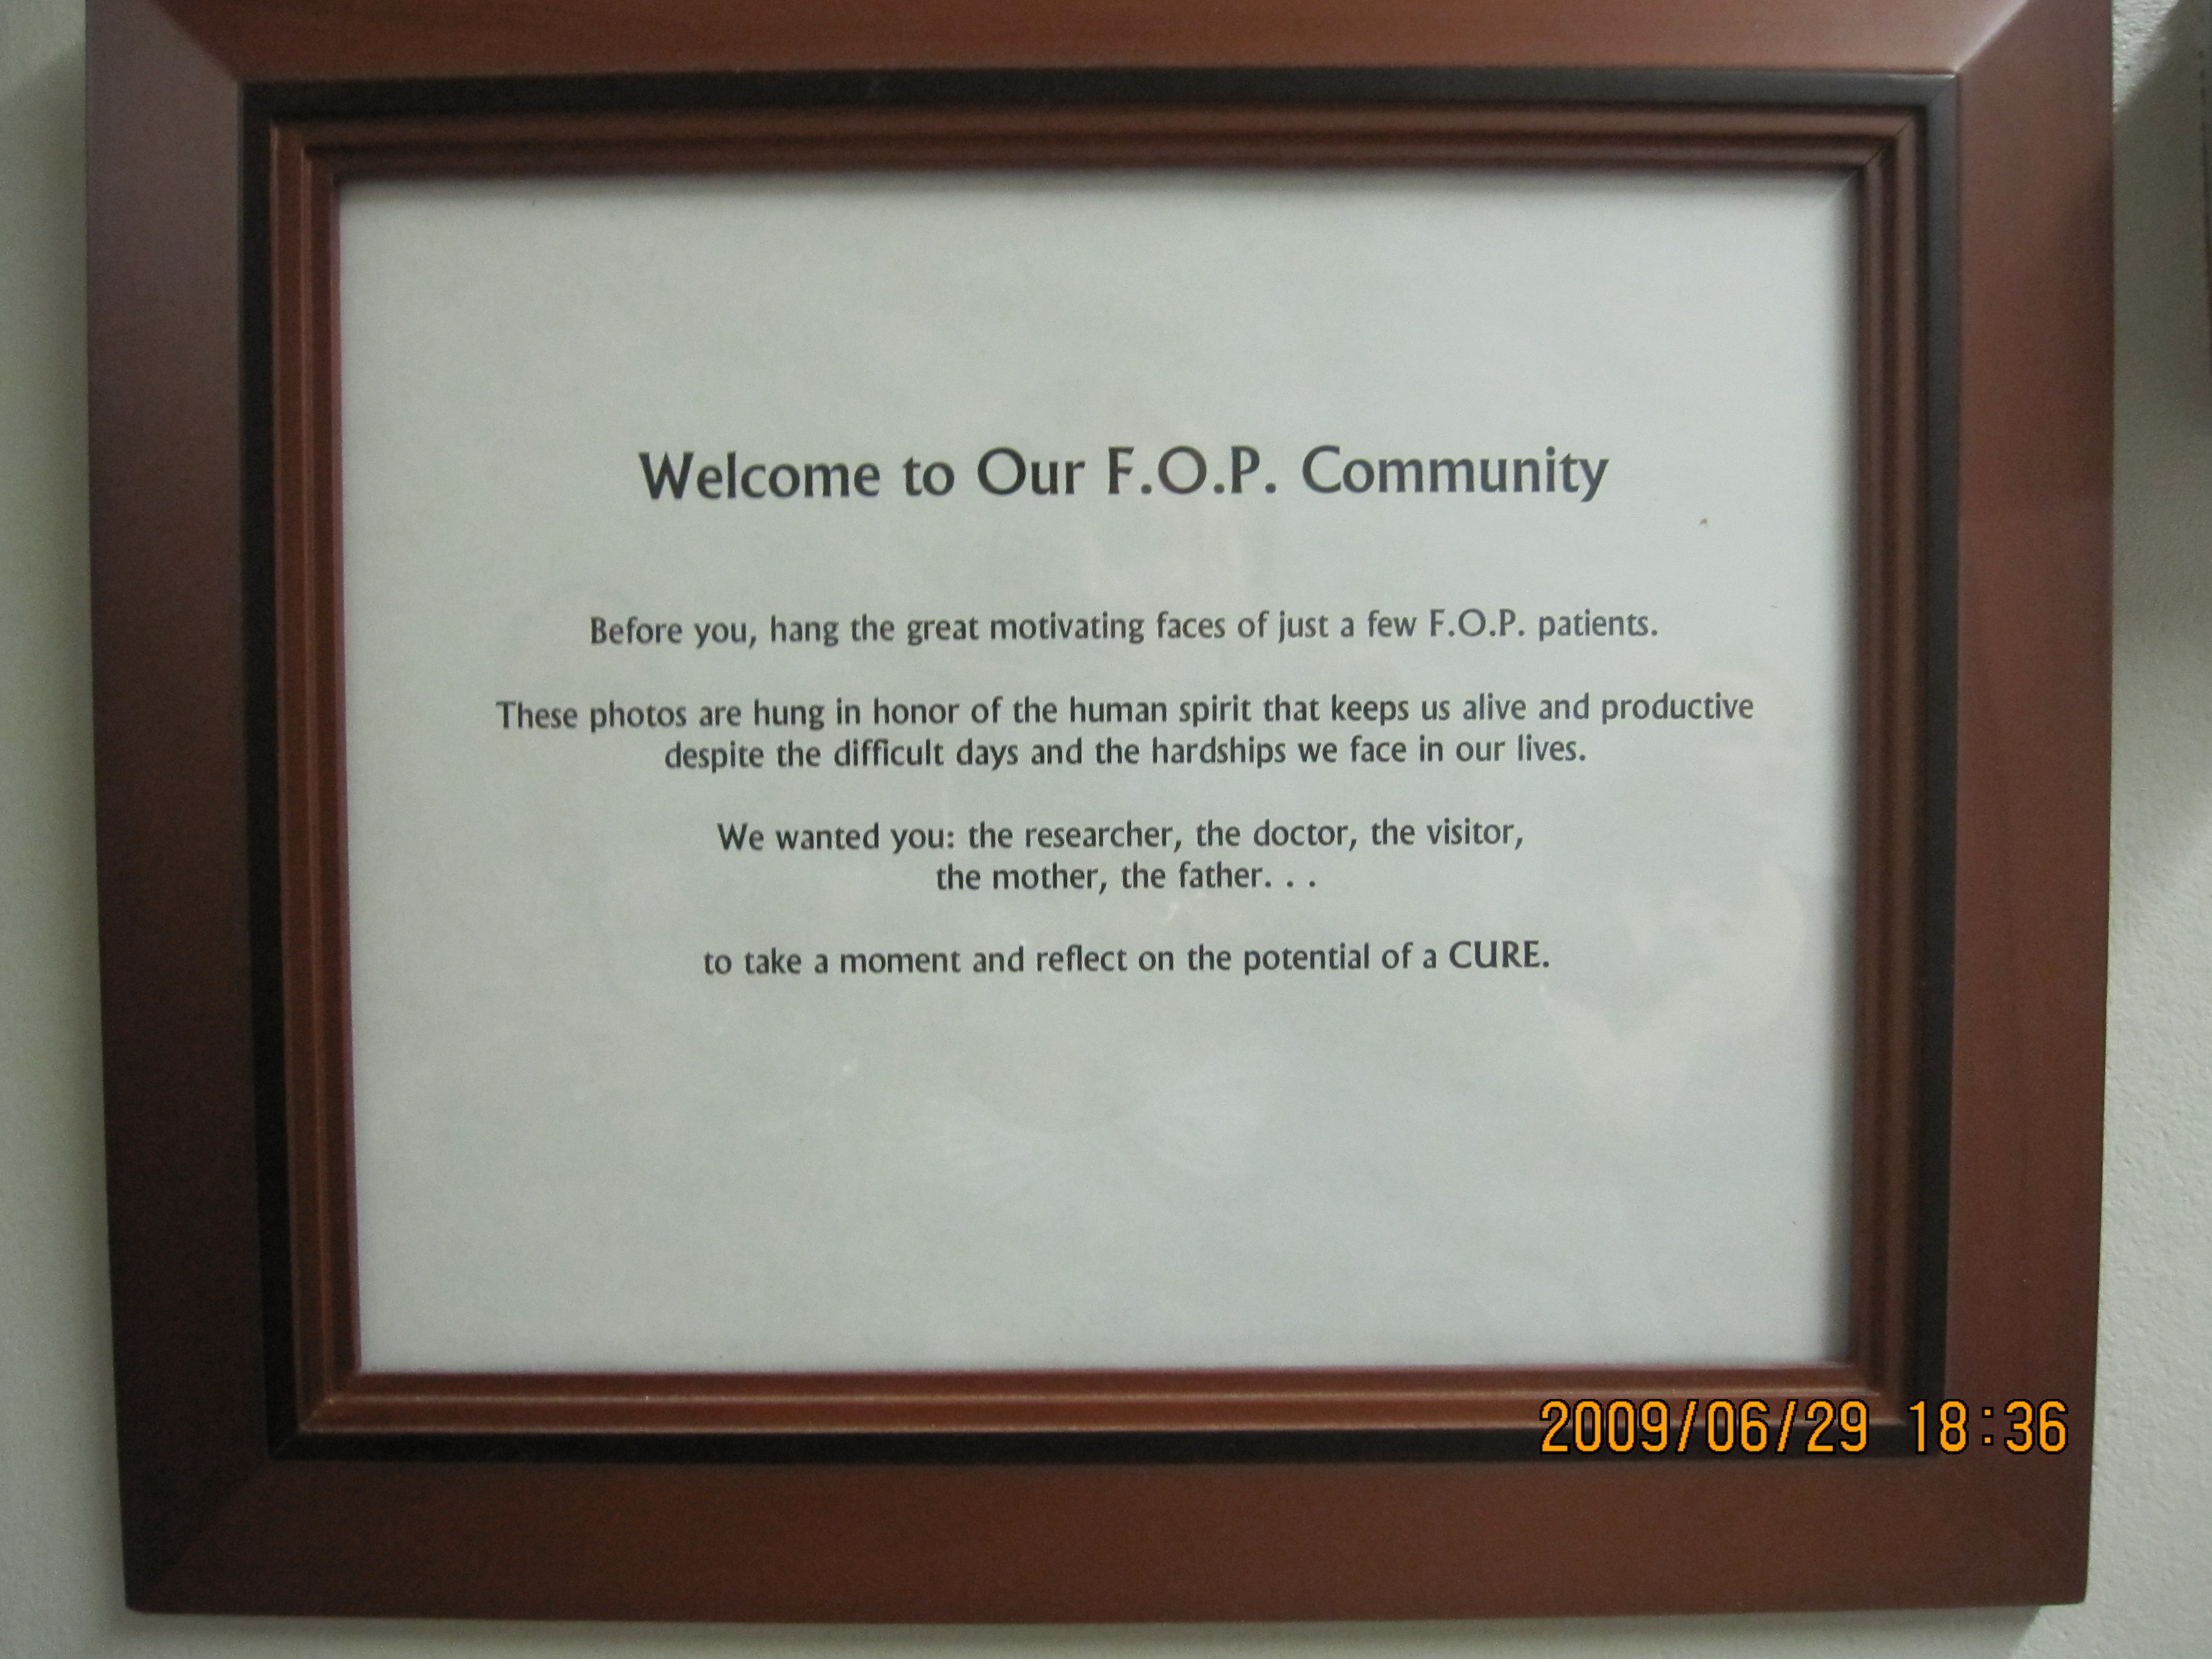 Welcome to Our F.O.P. Community
Before you, hang the great motivating faces of just a few F.O.P. patients.
These photos are hung in honor of the human spirit that keeps us alive and productive
despite the difficult days and the hardships we face in our lives.
We wanted you: the researcher, the doctor, the visitor,
the mother, the father. . .
to take a moment and reflect on the potential of a CURE.
2009/06/29 18:36